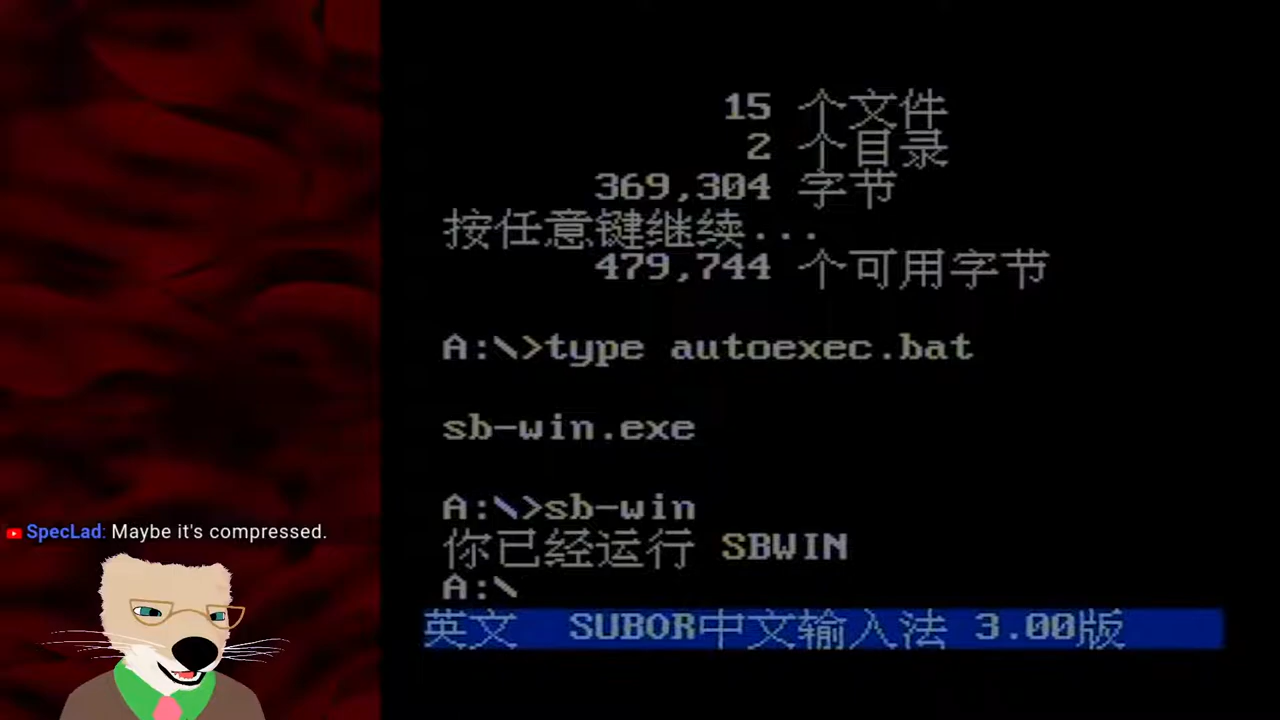 15 个文件
2 个目录
369,304 字节
按任意键继续...
479,744 个可用字节
A:\>type autoexec.bat
sb-win.exe
A:\>sb-win
你已经运行 SBWIN
A:\
英文 SUBOR中文输入法 3.00版
SpecLad: Maybe it's compressed.